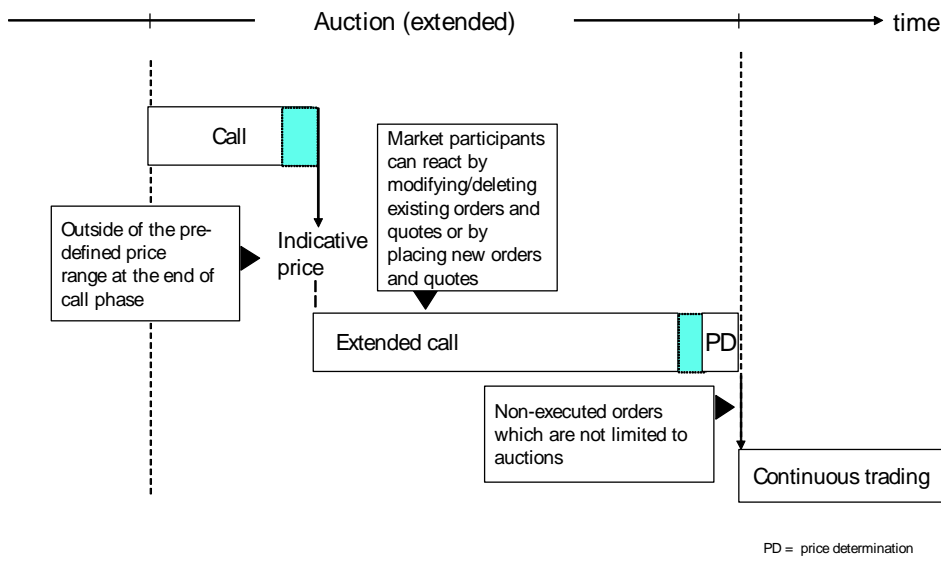 Auction (extended)
time
Call
Market participants
can react by
modifying/deleting
existing orders and
quotes or by
placing new orders
and quotes
Outside of the pre-
defined price
range at the end of
call phase
Indicative
price
Extended call
PD
Non-executed orders
which are not limited to
auctions
Continuous trading
PD = price determination